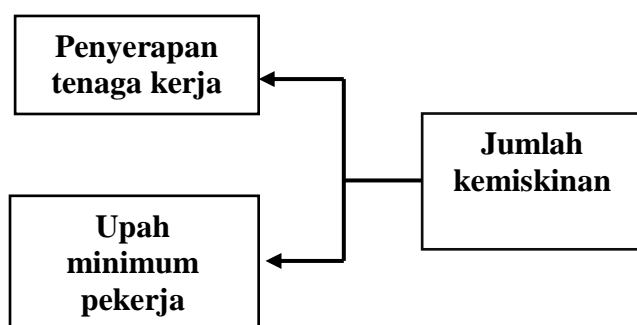 Penyerapan
tenaga kerja
Jumlah
kemiskinan
Upah
minimum
pekerja